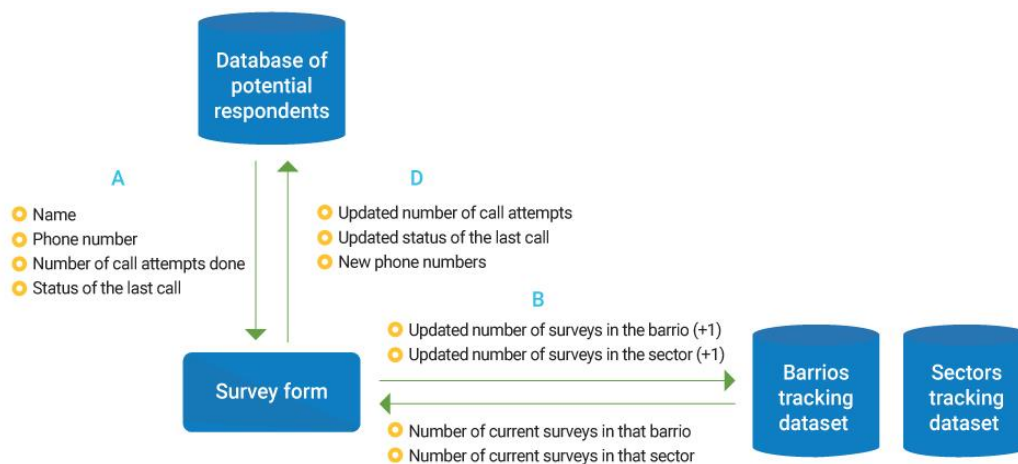 Database of
potential
respondents
A
Name
Phone number
Number of call attempts done
Status of the last call
D
Updated number of call attempts
Updated status of the last call
New phone numbers
B
Updated number of surveys in the barrio (+1)
Updated number of surveys in the sector (+1)
Survey form
Number of current surveys in that barrio
Number of current surveys in that sector
Barrios
tracking
dataset
Sectors
tracking
dataset